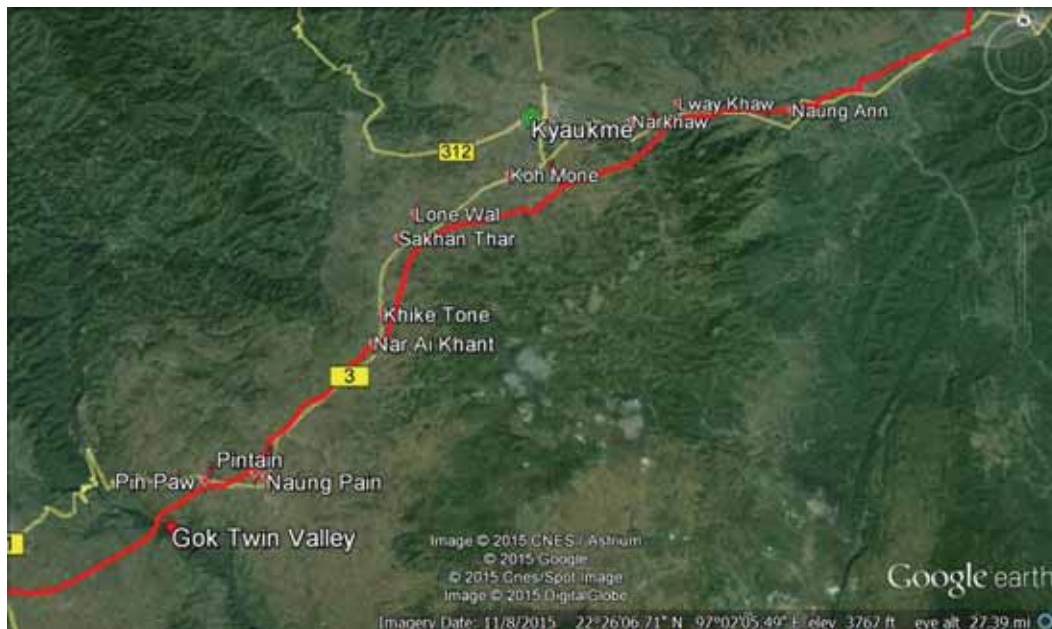 Lway Khaw
Naung Ann
Narkhaw
Kyaukme
312
Koh Mone
Lone Wal
Sakhan Thar
Khike Tone
Nar Ai Khant
3
Pintain
Pin Paw
Naung Pain
Gok Twin Valley
Image © 2015 CNES / Astrium
© 2015 Google
© 2015 Cnes/Spot Image
Image © 2015 DigitalGlobe
Google earth
Imagery Date: 11/8/2015 22°26'06.71" N 97°02'05.49" E elev 3767 ft eye alt 27.39 mi